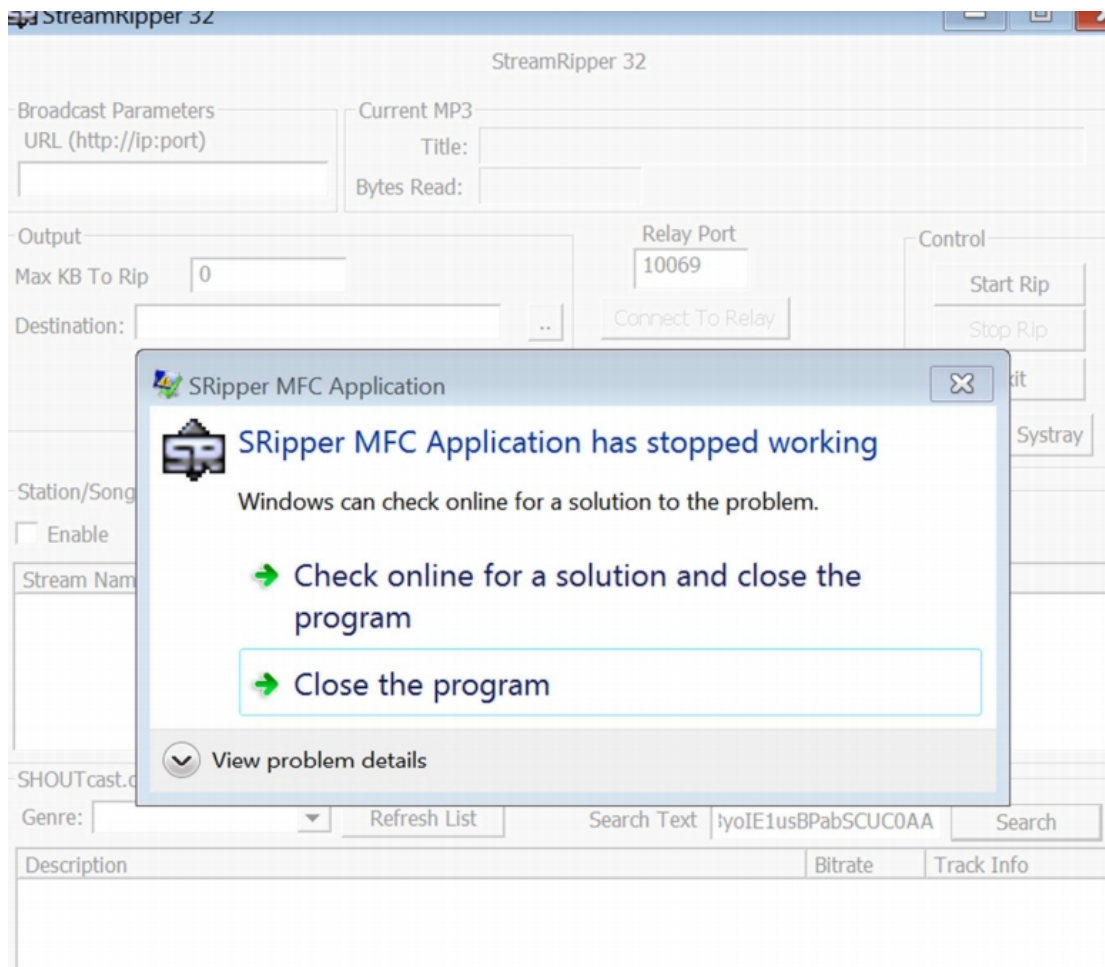 StreamRipper 32
StreamRipper 32
Broadcast Parameters
URL (http://ip:port)
Current MP3
Title:
Bytes Read:
Output
Max KB To Rip 0
Destination: ..
Relay Port
10069
Connect To Relay
Control
Start Rip
Stop Rip
Systray
SRipper MFC Application
SR
SRipper MFC Application has stopped working
Windows can check online for a solution to the problem.
Check online for a solution and close the
program
Close the program
View problem details
Station/Song
Enable
Stream Nam
SHOUTcast.
Genre:
Refresh List
Search Text
Search
Description
Bitrate
Track Info